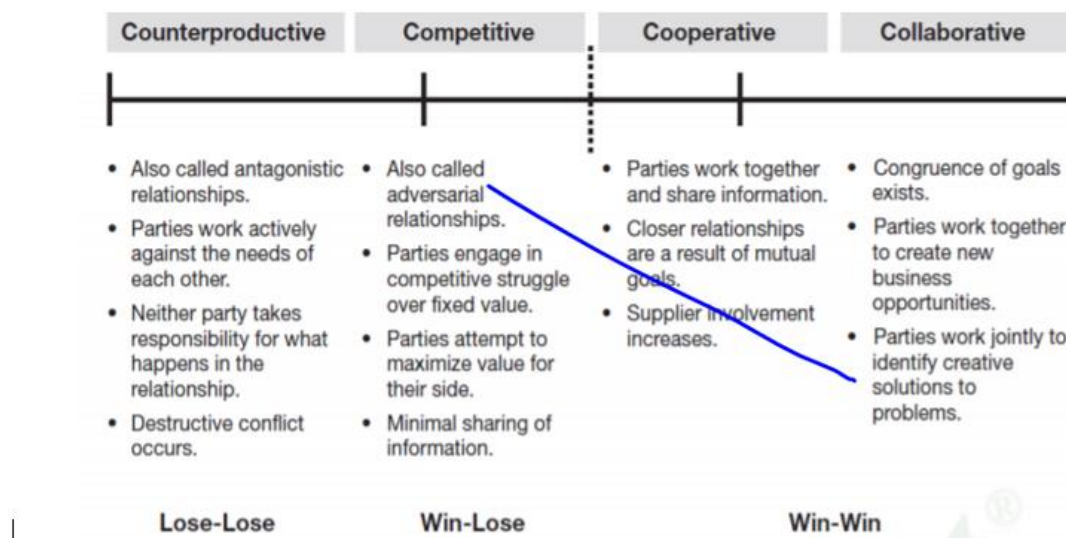 Counterproductive
Competitive
Cooperative
Collaborative
• Also called antagonistic
relationships.
• Parties work actively
against the needs of
each other.
• Neither party takes
responsibility for what
happens in the
relationship.
• Destructive conflict
occurs.
• Also called
adversarial
relationships.
• Parties engage in
competitive struggle
over fixed value.
• Parties attempt to
maximize value for
their side.
• Minimal sharing of
information.
• Parties work together
and share information.
• Closer relationships
are a result of mutual
goals.
• Supplier involvement
increases.
• Congruence of goals
exists.
• Parties work together
to create new
business
opportunities.
• Parties work jointly to
identify creative
solutions to
problems.
Lose-Lose
Win-Lose
Win-Win
®